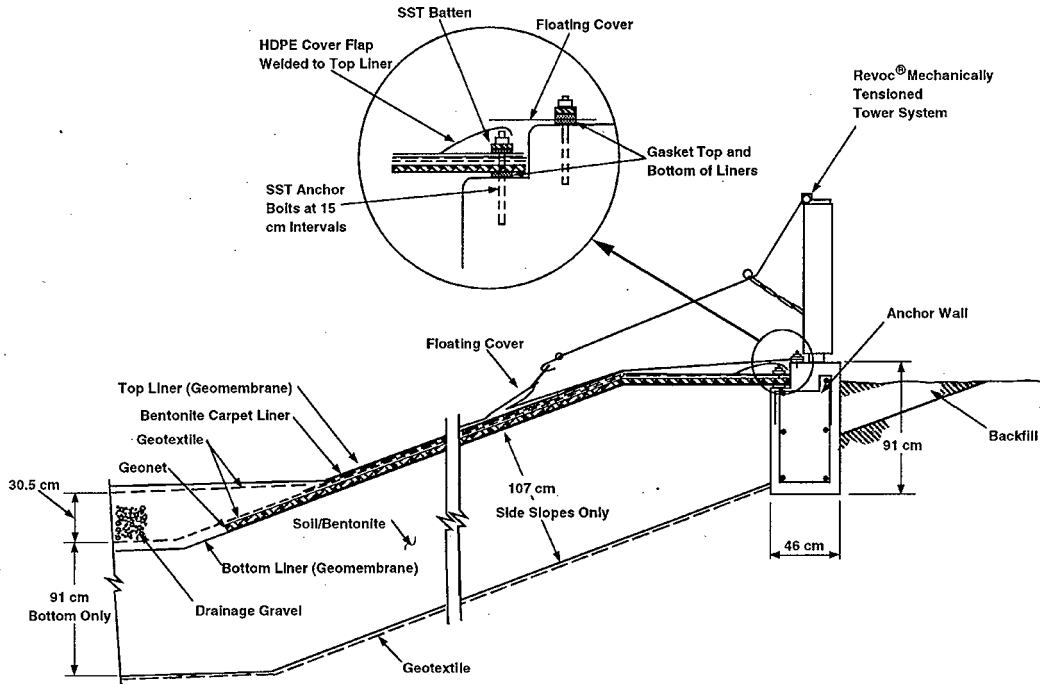 SST Batten
Floating Cover
HDPE Cover Flap
Welded to Top Liner
Revoc® Mechanically
Tensioned
Tower System
Gasket Top and
Bottom of Liners
SST Anchor
Bolts at 15
cm Intervals
Anchor Wall
Floating Cover
Top Liner (Geomembrane)
Bentonite Carpet Liner
Geotextile
Geonet
30.5 cm
Backfill
91 cm
107 cm
Side Slopes Only
Soil/Bentonite
46 cm
Bottom Liner (Geomembrane)
91 cm
Bottom Only
Drainage Gravel
Geotextile